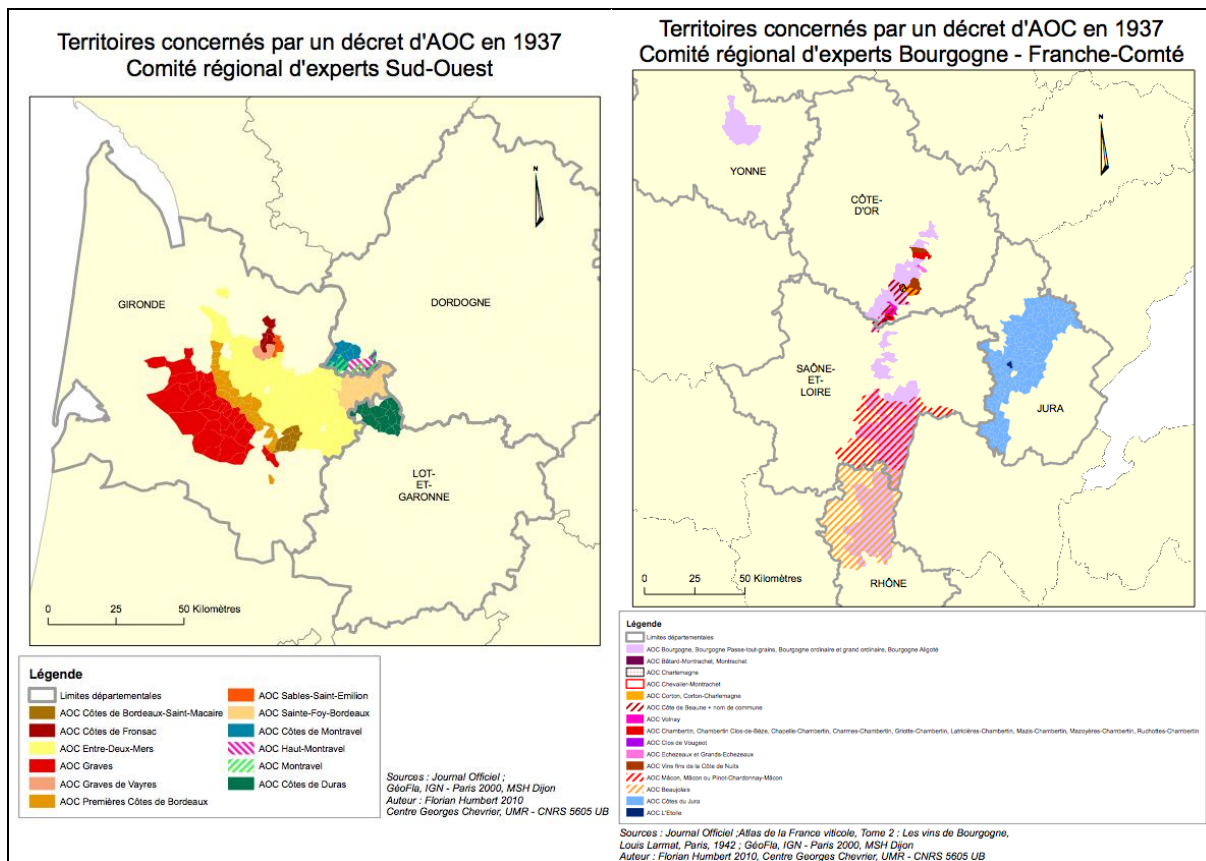 Territoires concernés par un décret d'AOC en 1937
Comité régional d'experts Sud-Ouest
N
GIRONDE
DORDOGNE
LOT-
ET-
GARONNE
0 25 50 Kilomètres
Légende
Limites départementales
AOC Côtes de Bordeaux-Saint-Macaire
AOC Côtes de Fronsac
AOC Entre-Deux-Mers
AOC Graves
AOC Graves de Vayres
AOC Premières Côtes de Bordeaux
AOC Sables-Saint-Emilion
AOC Sainte-Foy-Bordeaux
AOC Côtes de Montravel
AOC Haut-Montravel
AOC Montravel
AOC Côtes de Duras
Sources : Journal Officiel ;
GéoFla, IGN - Paris 2000, MSH Dijon
Auteur : Florian Humbert 2010
Centre Georges Chevrier, UMR - CNRS 5605 UB
Territoires concernés par un décret d'AOC en 1937
Comité régional d'experts Bourgogne - Franche-Comté
N
YONNE
CÔTE-
D'OR
SAÔNE-
ET-
LOIRE
JURA
RHÔNE
0 25 50 Kilomètres
Légende
Limites départementales
AOC Bourgogne, Bourgogne Passe-tout-grains, Bourgogne ordinaire et grand ordinaire, Bourgogne Aligoté
AOC Bâtard-Montrachet, Montrachet
AOC Charlemagne
AOC Chevalier-Montrachet
AOC Corton, Corton-Charlemagne
AOC Côte de Beaune + nom de commune
AOC Volnay
AOC Chambertin, Chambertin Clos-de-Bèze, Chapelle-Chambertin, Charmes-Chambertin, Griotte-Chambertin, Latricières-Chambertin, Mazis-Chambertin, Mazoyères-Chambertin, Ruchottes-Chambertin
AOC Clos de Vougeot
AOC Echezeaux et Grands-Echezeaux
AOC Vins fins de la Côte de Nuits
AOC Mâcon, Mâcon ou Pinot-Chardonnay-Mâcon
AOC Beaujolais
AOC Côtes du Jura
AOC L'Etoile
Sources : Journal Officiel ;Atlas de la France viticole, Tome 2 : Les vins de Bourgogne,
Louis Larmat, Paris, 1942 ; GéoFla, IGN - Paris 2000, MSH Dijon
Auteur : Florian Humbert 2010, Centre Georges Chevrier, UMR - CNRS 5605 UB